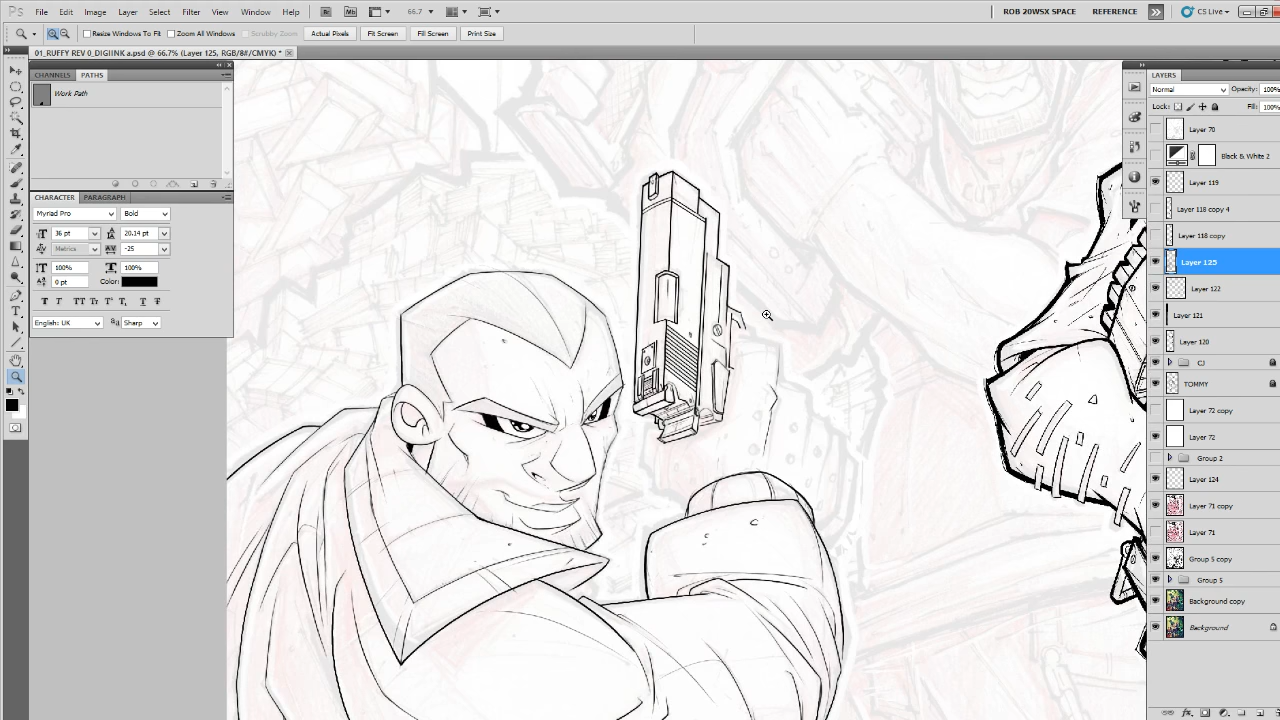 Ps File Edit Image Layer Select Filter View Window Help Br Mb 66.7 ROB 20WSX SPACE REFERENCE CS Live
Resize Windows To Fit Zoom All Windows Scrubby Zoom Actual Pixels Fit Screen Fill Screen Print Size
01_RUFFY REV 0_DIGIINK a.psd @ 66.7% (Layer 125, RGB/8#/CMYK) *
CHANNELS PATHS
Work Path
CHARACTER PARAGRAPH
Myriad Pro Bold
36 pt 20,14 pt
Metrics -25
100% 100%
0 pt Color:
English: UK Sharp
LAYERS
Normal Opacity: 100%
Lock: Fill: 100%
Layer 70
Black & White 2
Layer 119
Layer 118 copy 4
Layer 118 copy
Layer 125
Layer 122
Layer 121
Layer 120
CJ
TOMMY
Layer 72 copy
Layer 72
Group 2
Layer 124
Layer 71 copy
Layer 71
Group 5 copy
Group 5
Background copy
Background